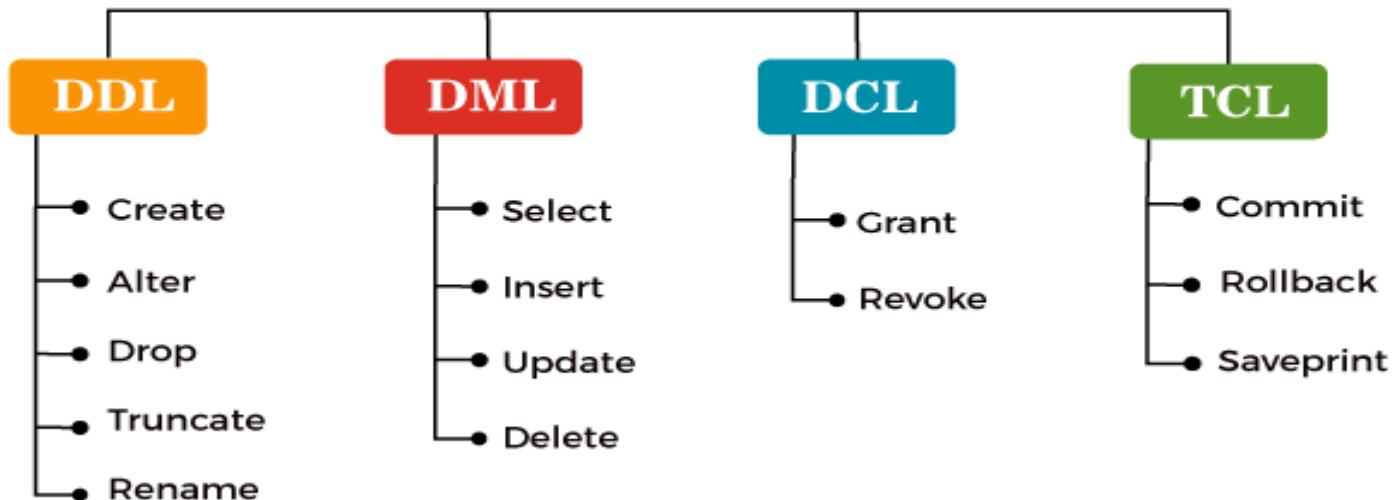 DDL
Create
Alter
Drop
Truncate
Rename
DML
Select
Insert
Update
Delete
DCL
Grant
Revoke
TCL
Commit
Rollback
Saveprint